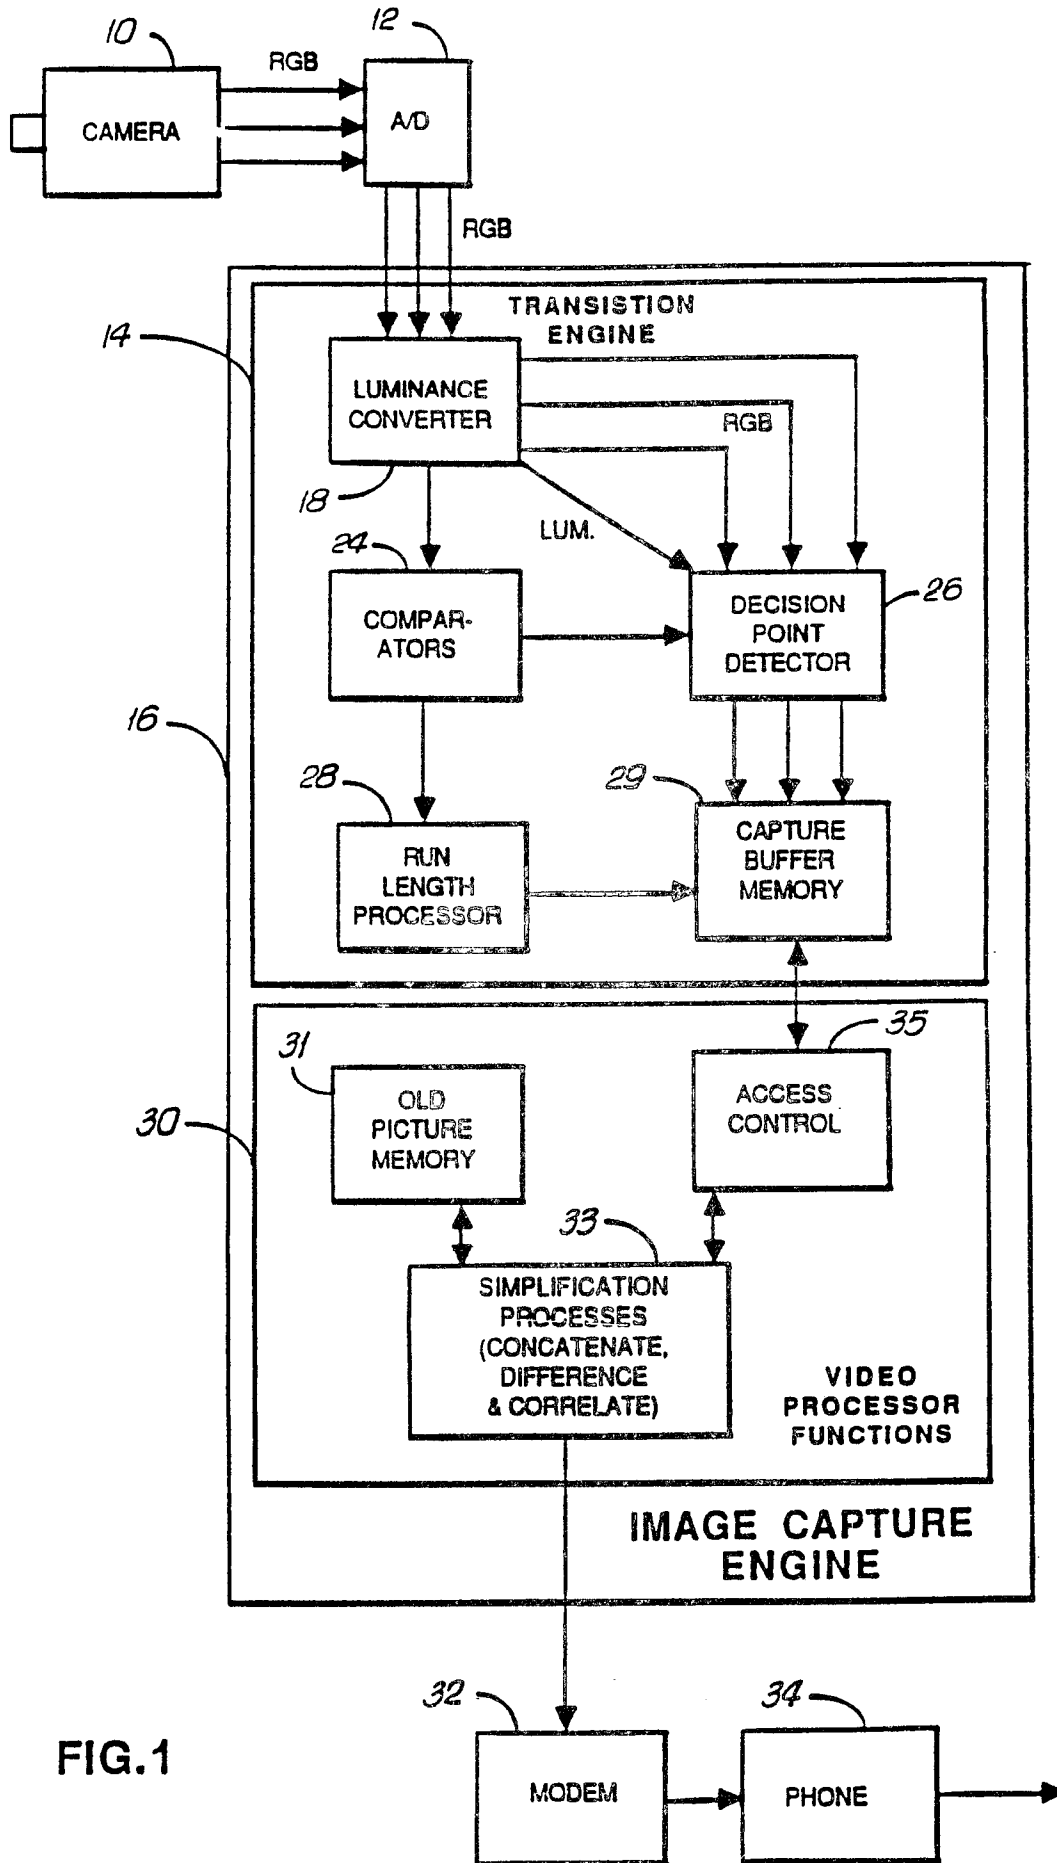 10
12
RGB
CAMERA
A/D
RGB
TRANSISTION
ENGINE
14
LUMINANCE
CONVERTER
RGB
18
LUM.
24
26
COMPAR-
ATORS
DECISION
POINT
DETECTOR
16
28
29
RUN
LENGTH
PROCESSOR
CAPTURE
BUFFER
MEMORY
31
35
30
OLD
PICTURE
MEMORY
ACCESS
CONTROL
33
SIMPLIFICATION
PROCESSES
(CONCATENATE,
DIFFERENCE
& CORRELATE)
VIDEO
PROCESSOR
FUNCTIONS
IMAGE CAPTURE
ENGINE
32
34
FIG.1
MODEM
PHONE